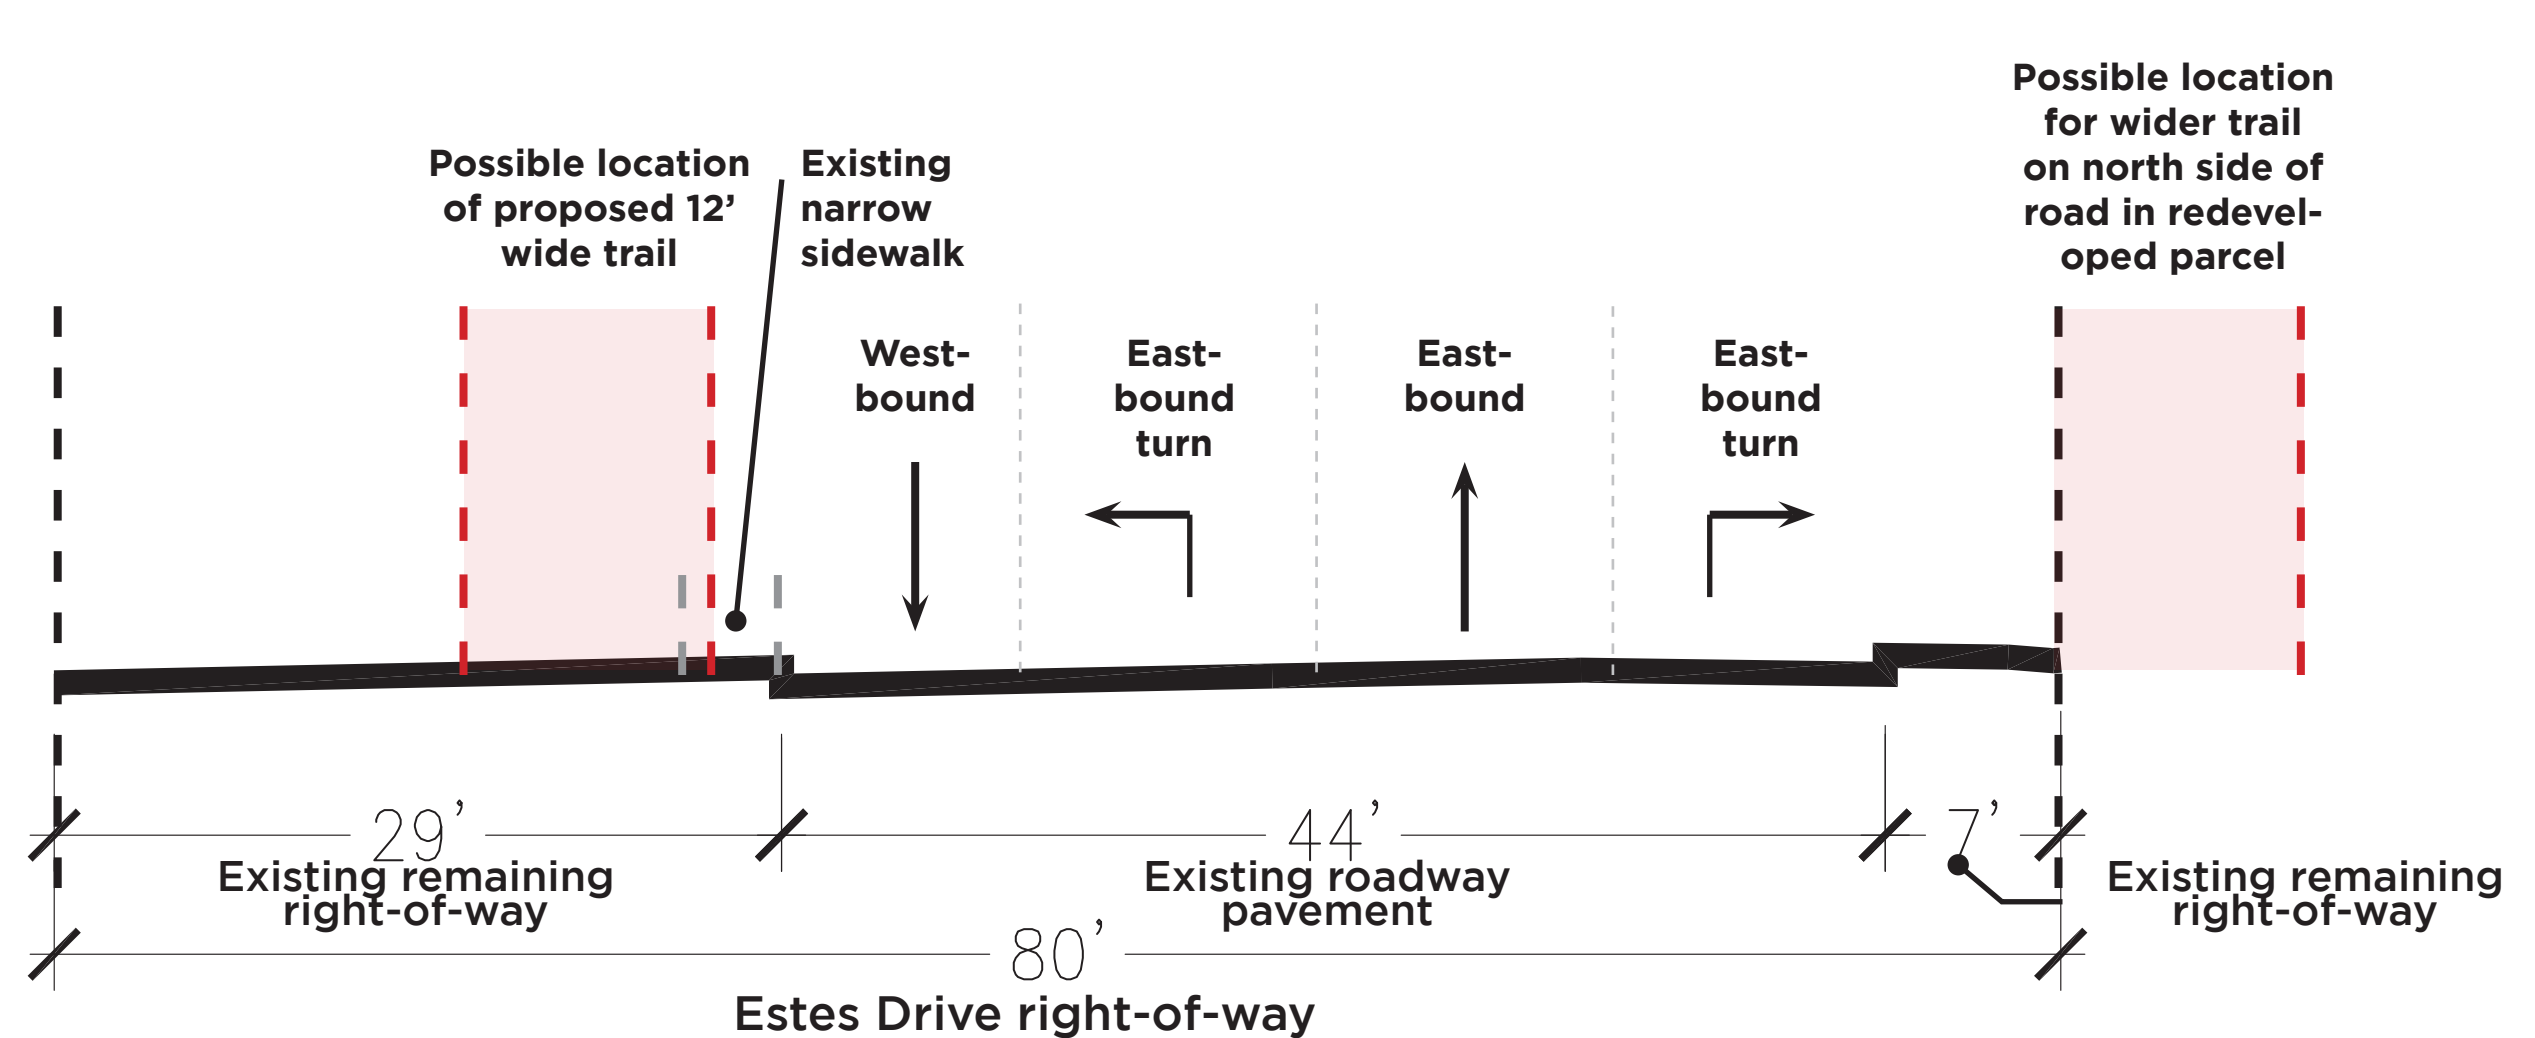 Possible location
of proposed 12’
wide trail
Existing
narrow
sidewalk
Possible location
for wider trail
on north side of
road in redevel-
oped parcel
West-
bound
East-
bound
turn
East-
bound
East-
bound
turn
29’
Existing remaining
right-of-way
44’
Existing roadway
pavement
7’
Existing remaining
right-of-way
80’
Estes Drive right-of-way